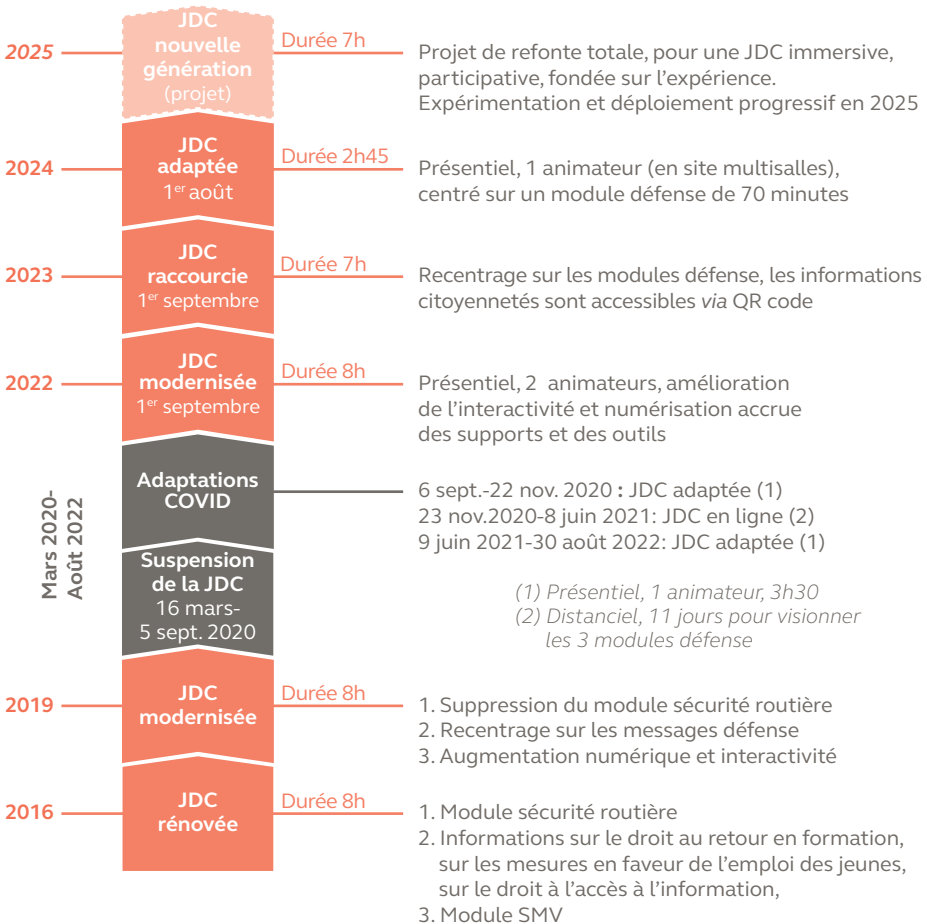 2025
JDC
nouvelle
génération
(projet)
Durée 7h
Projet de refonte totale, pour une JDC immersive,
participative, fondée sur l'expérience.
Expérimentation et déploiement progressif en 2025
2024
JDC
adaptée
1er août
Durée 2h45
Présentiel, 1 animateur (en site multisalles),
centré sur un module défense de 70 minutes
2023
JDC
raccourcie
1er septembre
Durée 7h
Recentrage sur les modules défense, les informations
citoyennetés sont accessibles via QR code
2022
JDC
modernisée
1er septembre
Durée 8h
Présentiel, 2 animateurs, amélioration
de l'interactivité et numérisation accrue
des supports et des outils
Mars 2020-
Août 2022
Adaptations
COVID
6 sept.-22 nov. 2020 : JDC adaptée (1)
23 nov.2020-8 juin 2021: JDC en ligne (2)
9 juin 2021-30 août 2022: JDC adaptée (1)
Suspension
de la JDC
16 mars-
5 sept. 2020
(1) Présentiel, 1 animateur, 3h30
(2) Distanciel, 11 jours pour visionner
les 3 modules défense
2019
JDC
modernisée
Durée 8h
1. Suppression du module sécurité routière
2. Recentrage sur les messages défense
3. Augmentation numérique et interactivité
2016
JDC
rénovée
Durée 8h
1. Module sécurité routière
2. Informations sur le droit au retour en formation,
sur les mesures en faveur de l'emploi des jeunes,
sur le droit à l'accès à l'information,
3. Module SMV